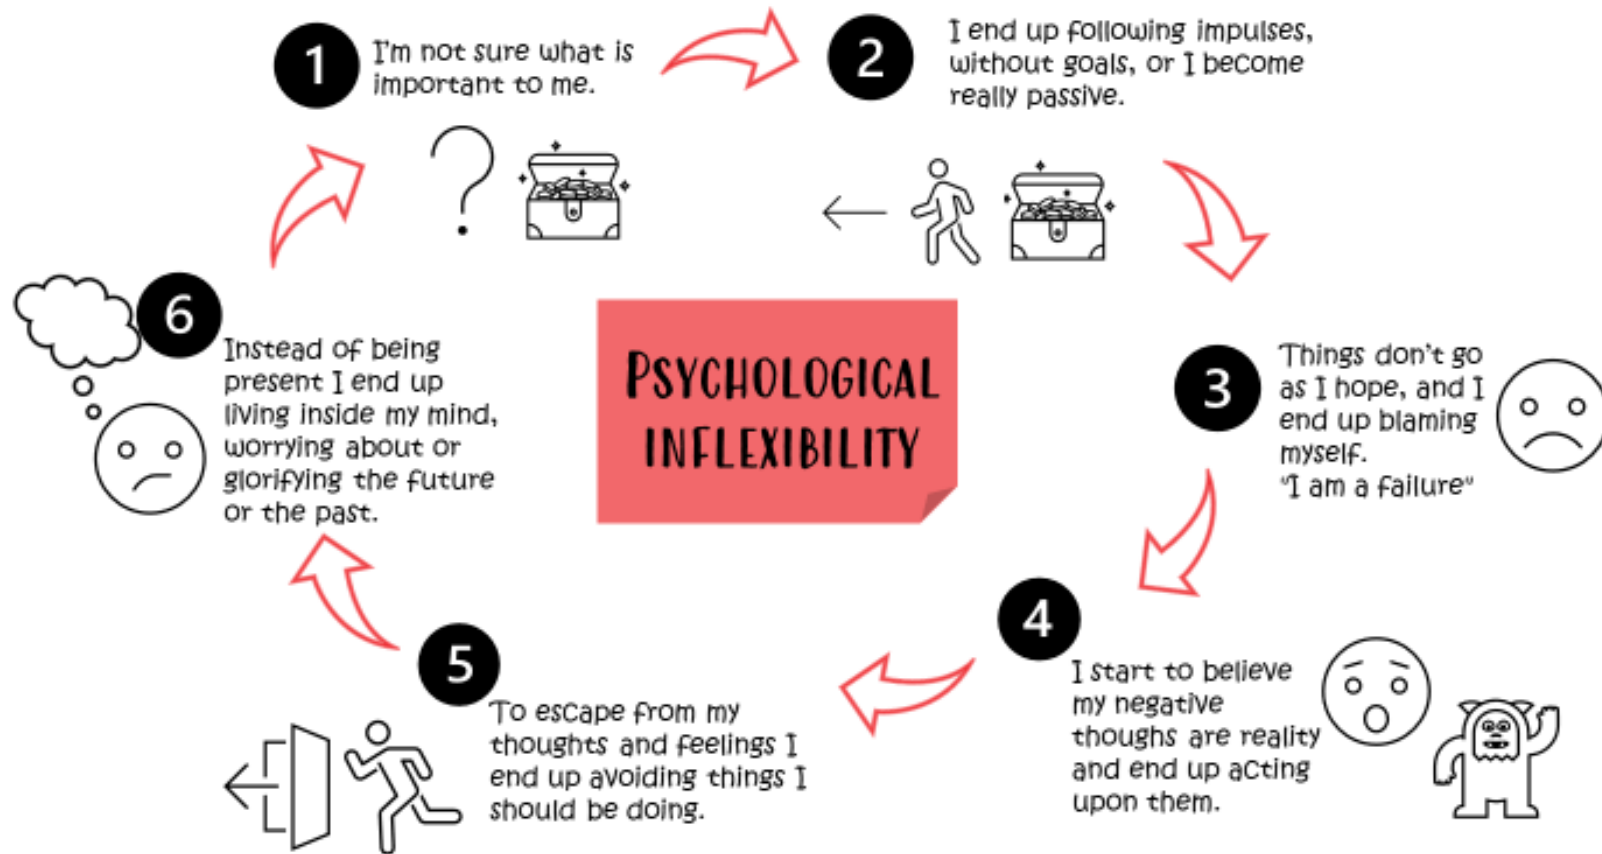 1
I'm not sure what is
important to me.
2
I end up following impulses,
without goals, or I become
really passive.
3
Things don't go
as I hope, and I
end up blaming
myself.
"I am a failure"
4
I start to believe
my negative
thoughs are reality
and end up acting
upon them.
5
To escape from my
thoughts and feelings I
end up avoiding things I
should be doing.
6
Instead of being
present I end up
living inside my mind,
worrying about or
glorifying the future
or the past.
PSYCHOLOGICAL
INFLEXIBILITY